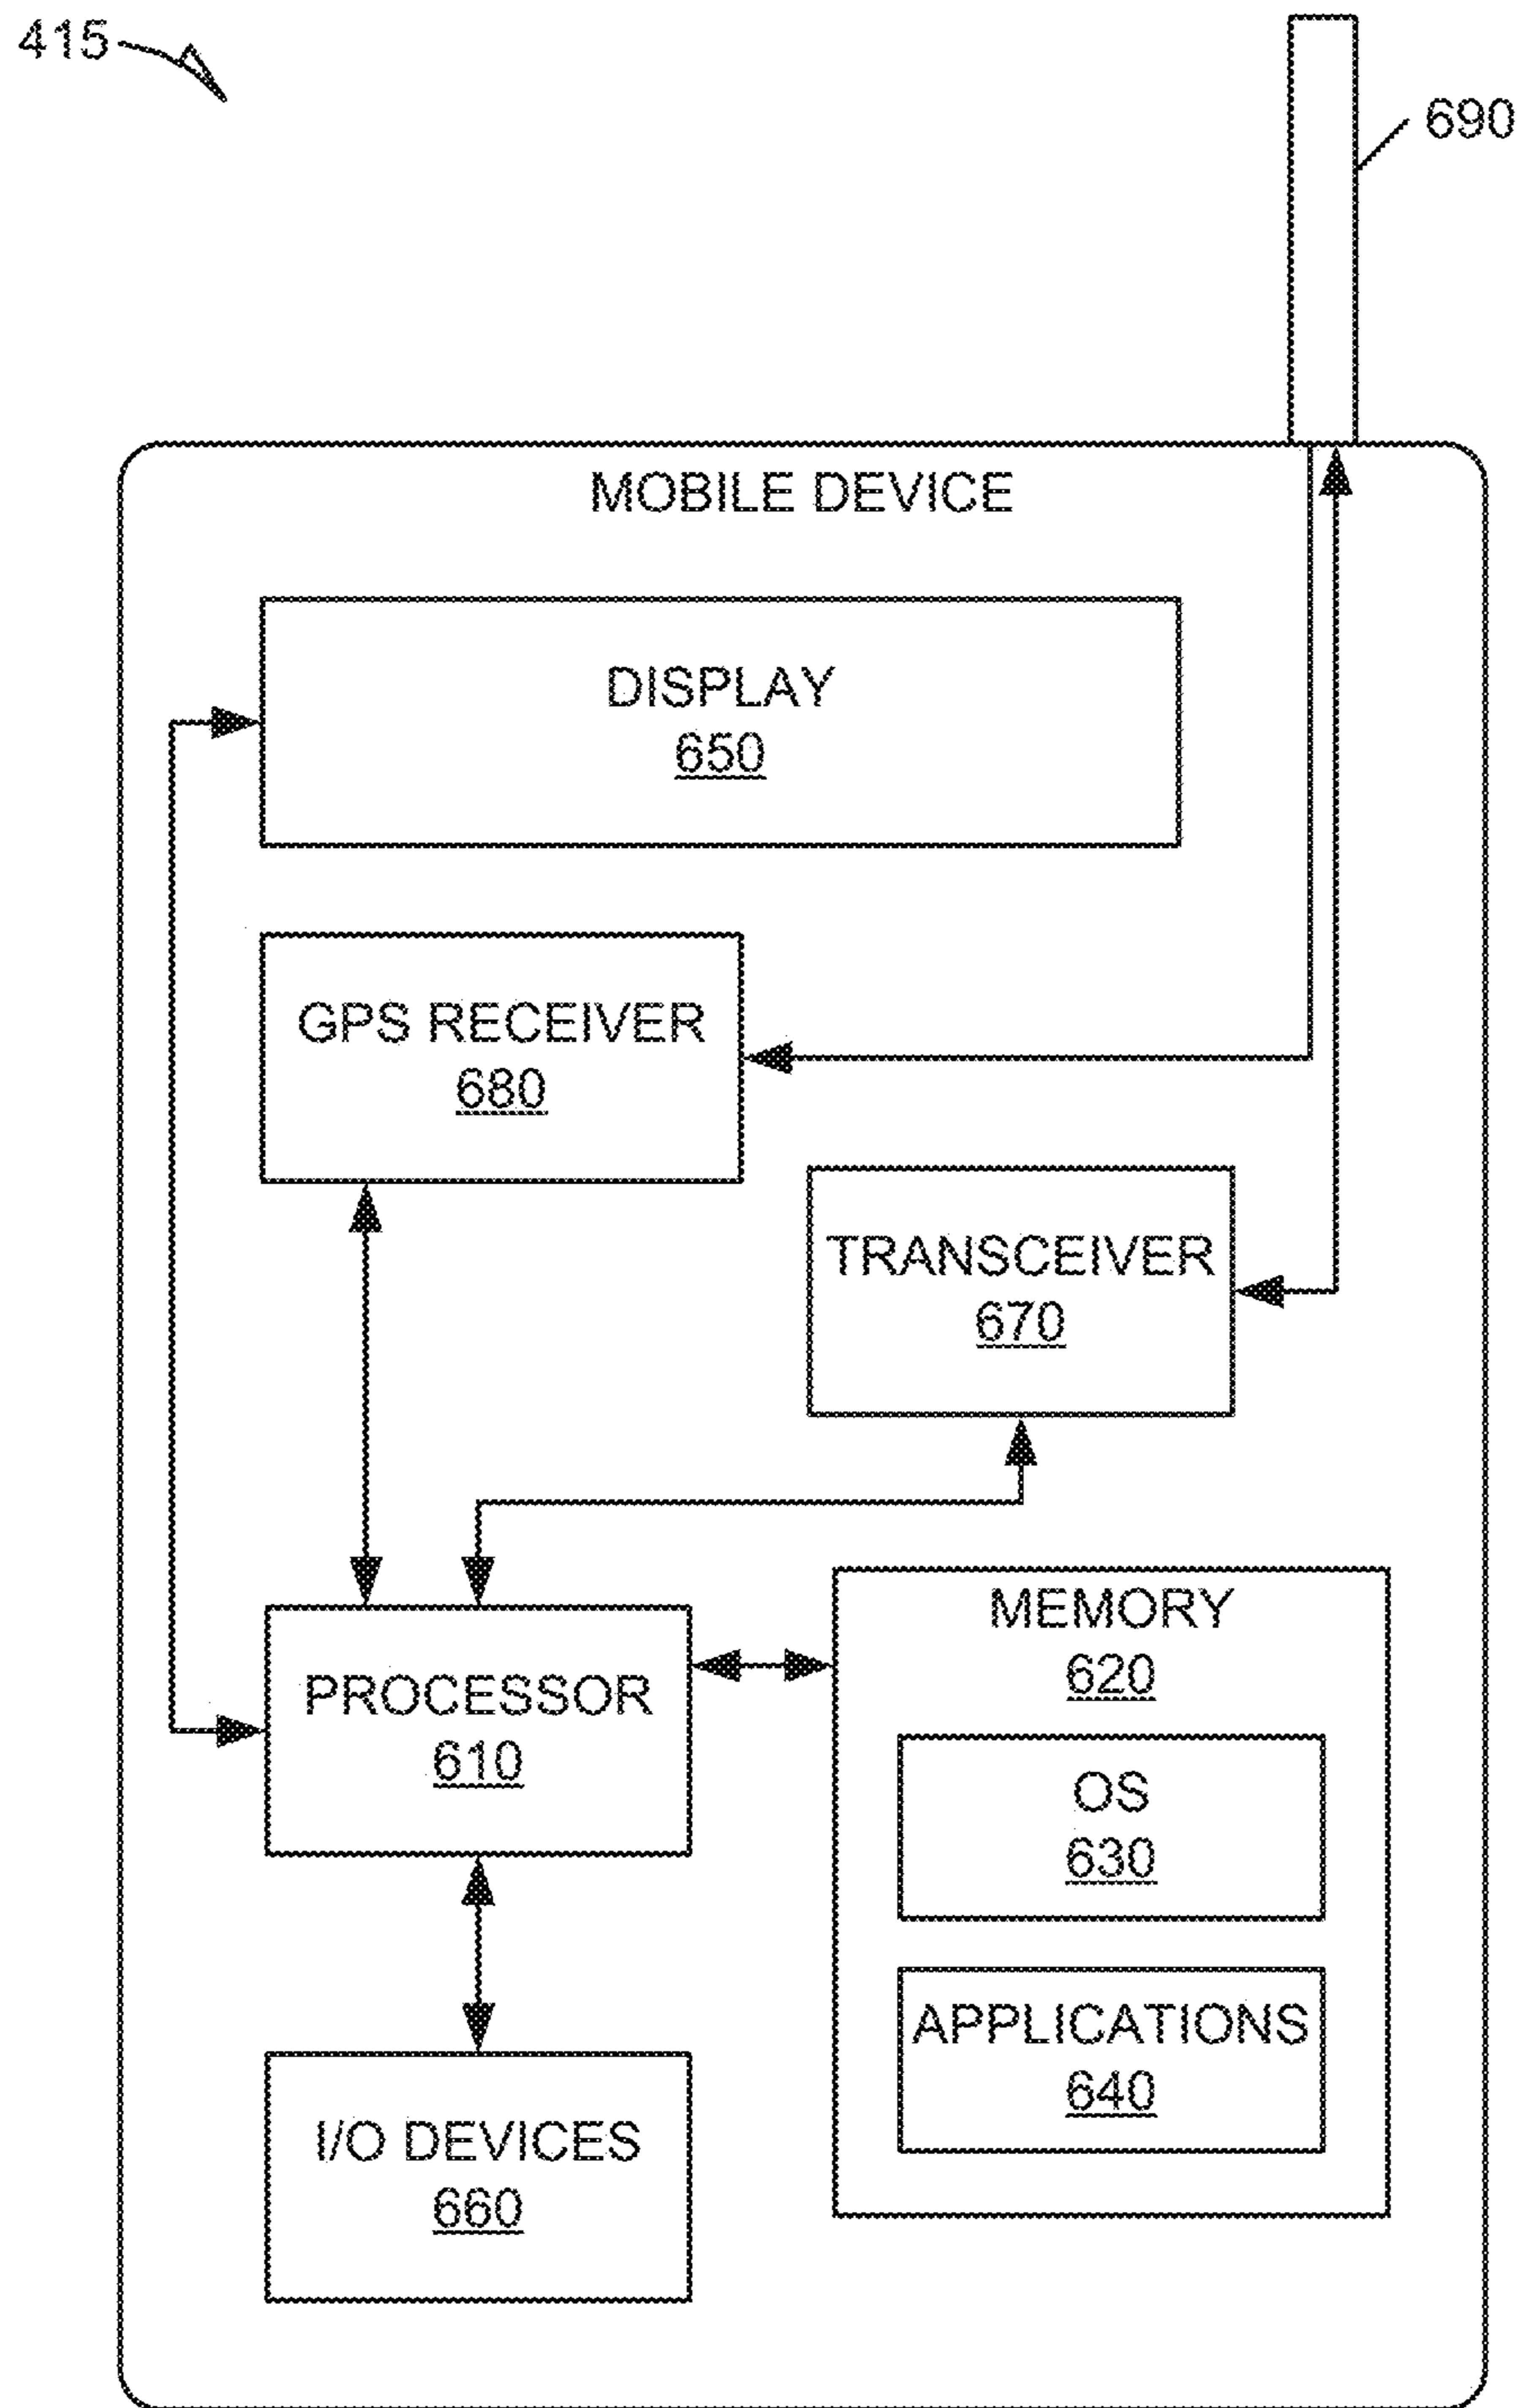 415
690
MOBILE DEVICE
DISPLAY
650
GPS RECEIVER
680
TRANSCEIVER
670
PROCESSOR
610
MEMORY
620
OS
630
APPLICATIONS
640
I/O DEVICES
660